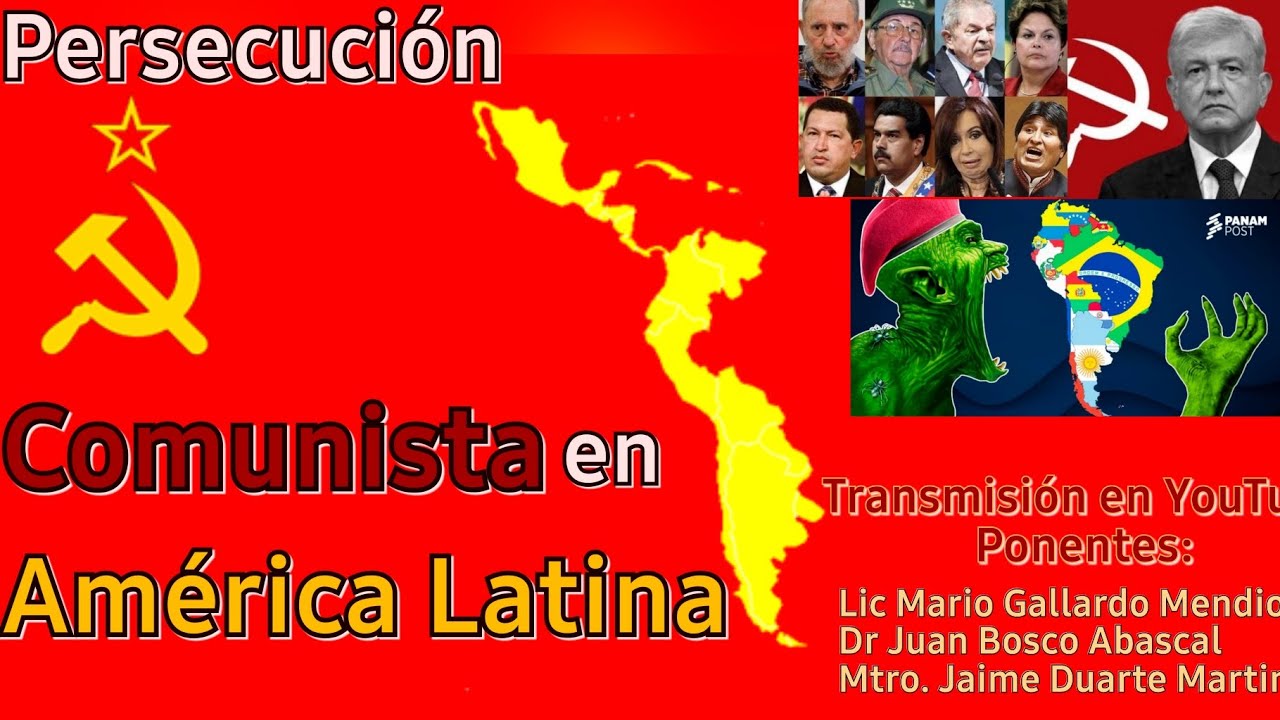 Persecución
Comunista en
América Latina
PANAM
POST
Transmisión en YouTu
Ponentes:
Lic Mario Gallardo Mendio
Dr Juan Bosco Abascal
Mtro. Jaime Duarte Martin